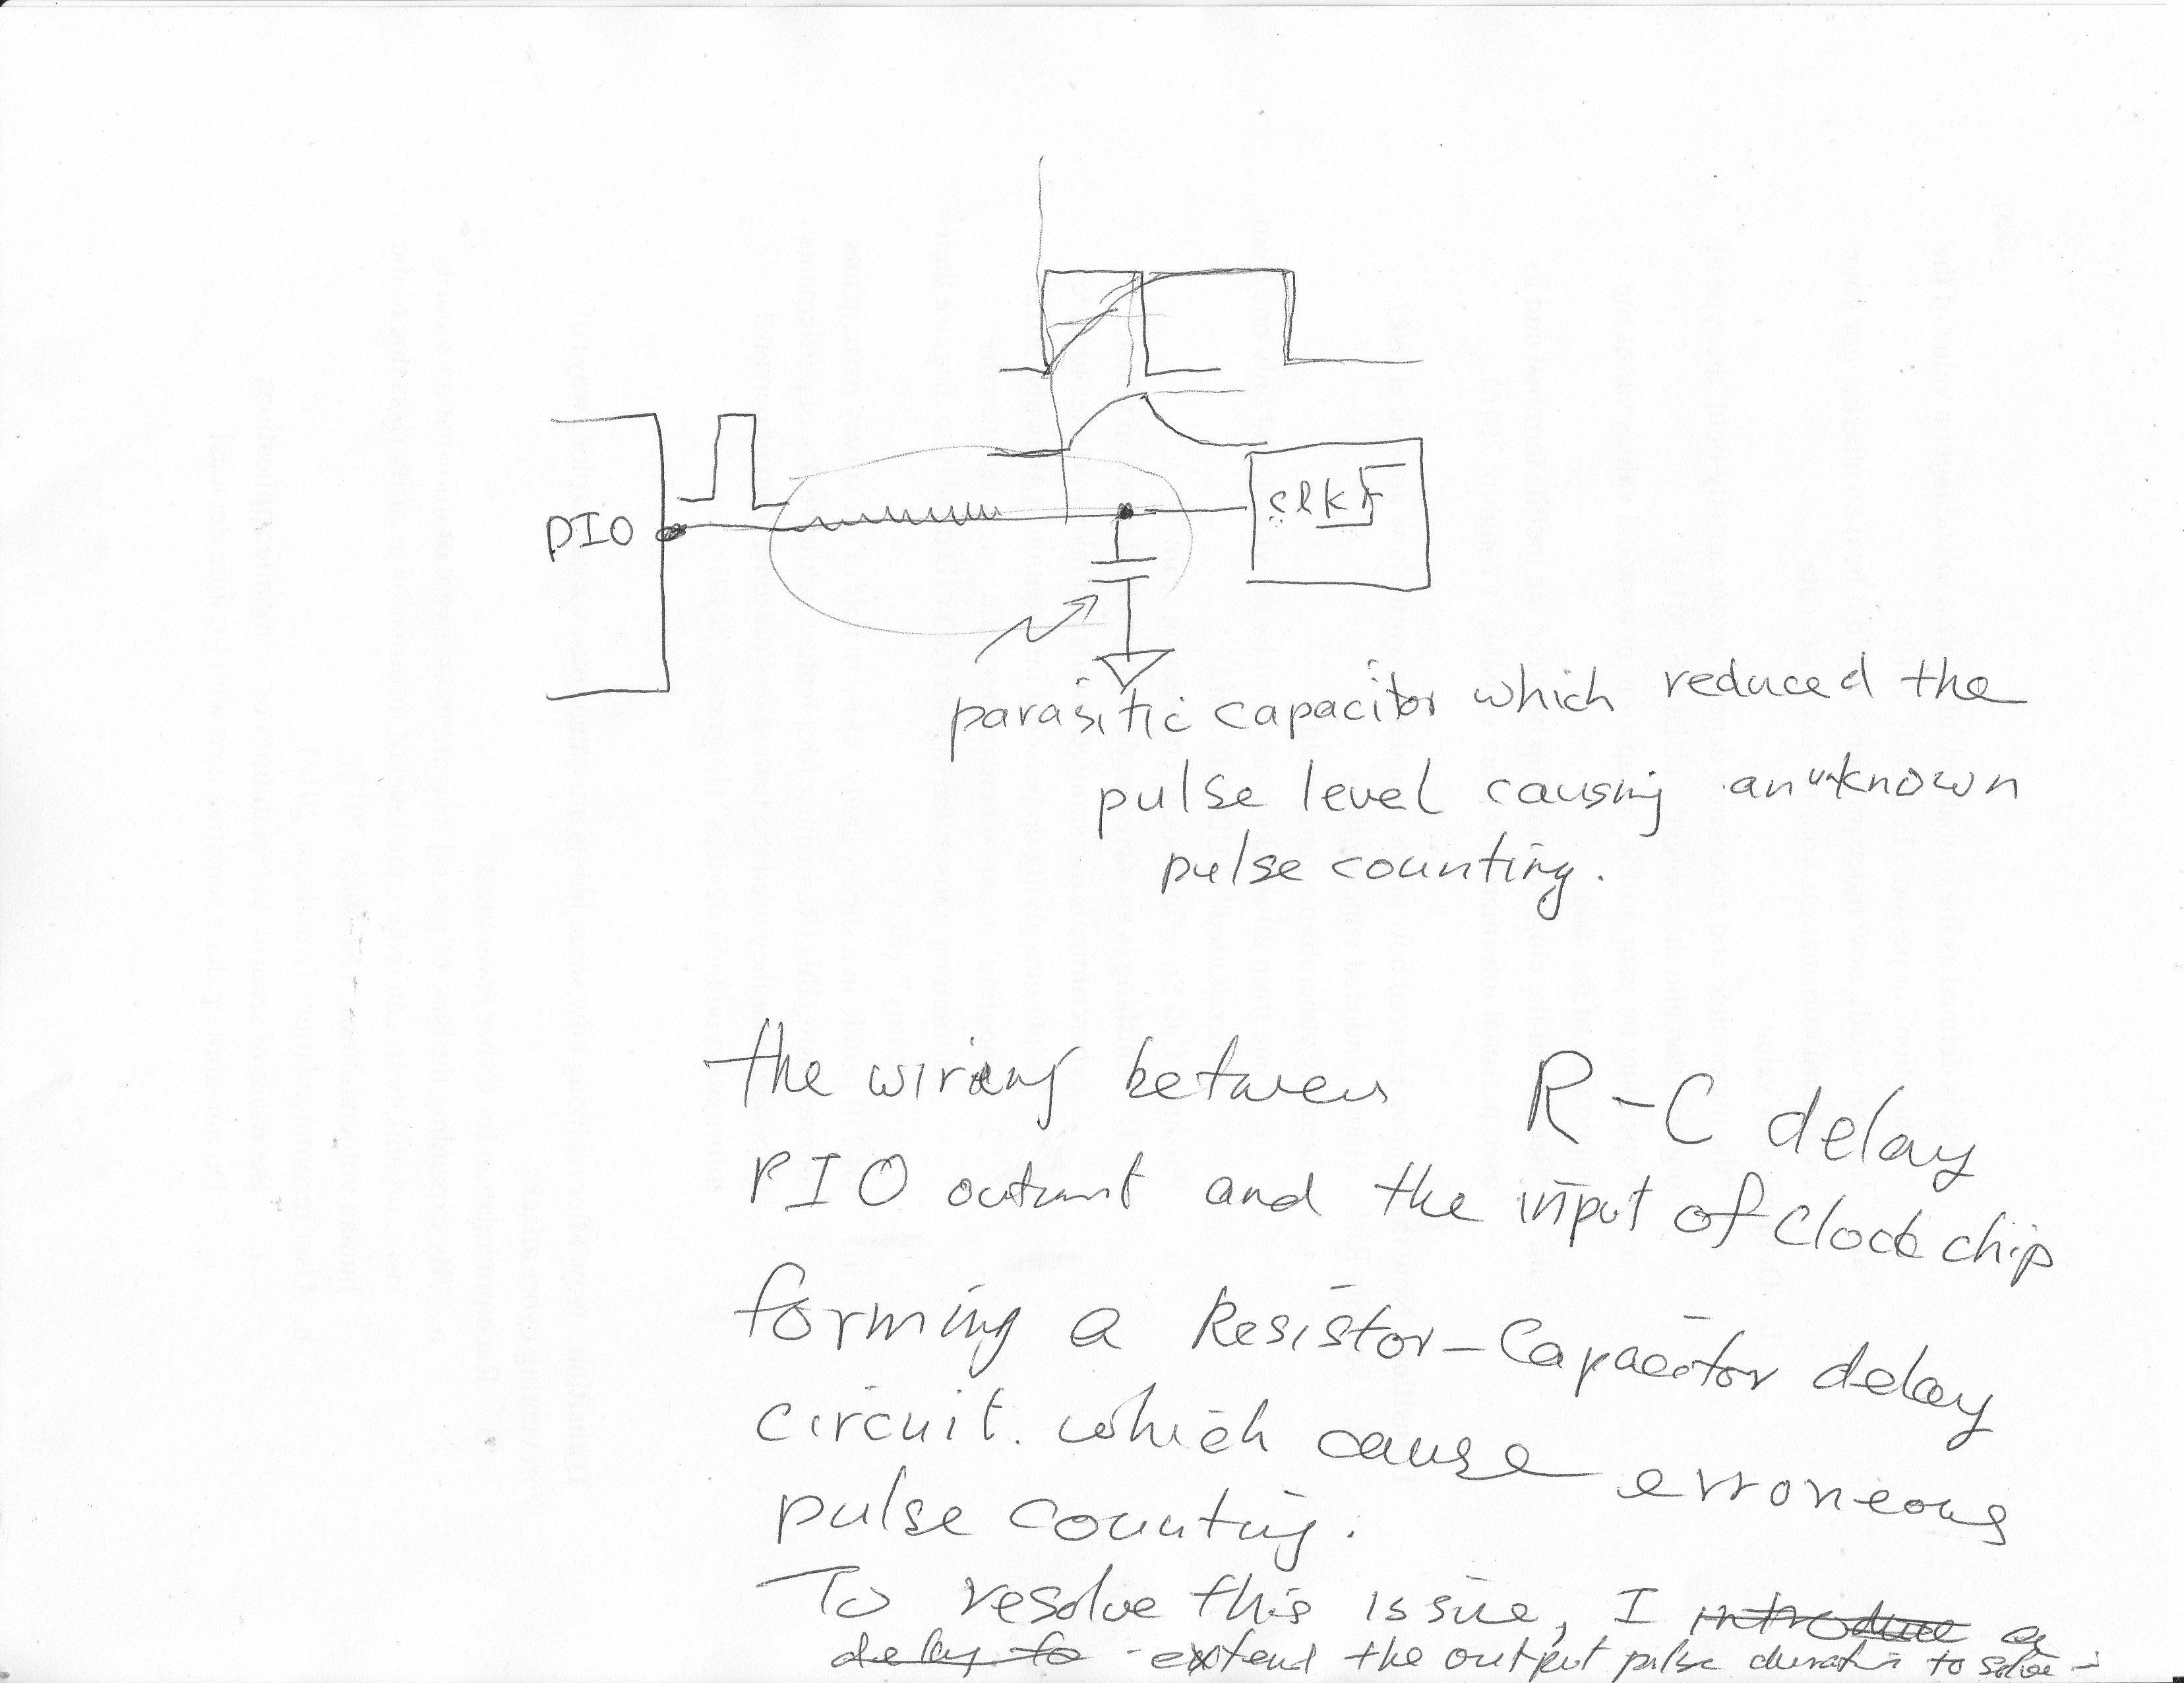 PIO
clk
parasitic capacitor which reduced the
pulse level causing an unknown
pulse counting.
R-C delay
the wiring between
PIO output and the input of clock chip
forming a Resistor-Capacitor delay
circuit. which cause erroneous
pulse counting.
To resolve this issue, I introduce a
delay to extend the output pulse duration to solve